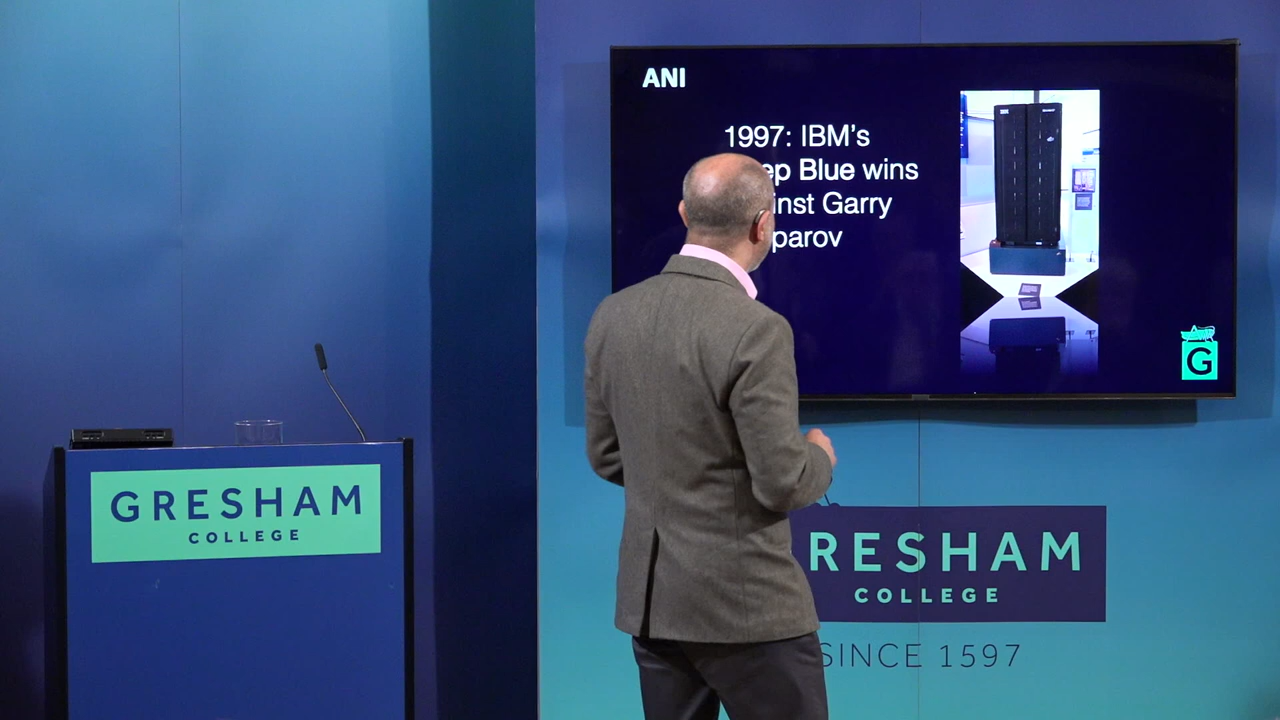 ANI
1997: IBM's
ep Blue wins
inst Garry
parov
G
GRESHAM
COLLEGE
RESHAM
COLLEGE
SINCE 1597